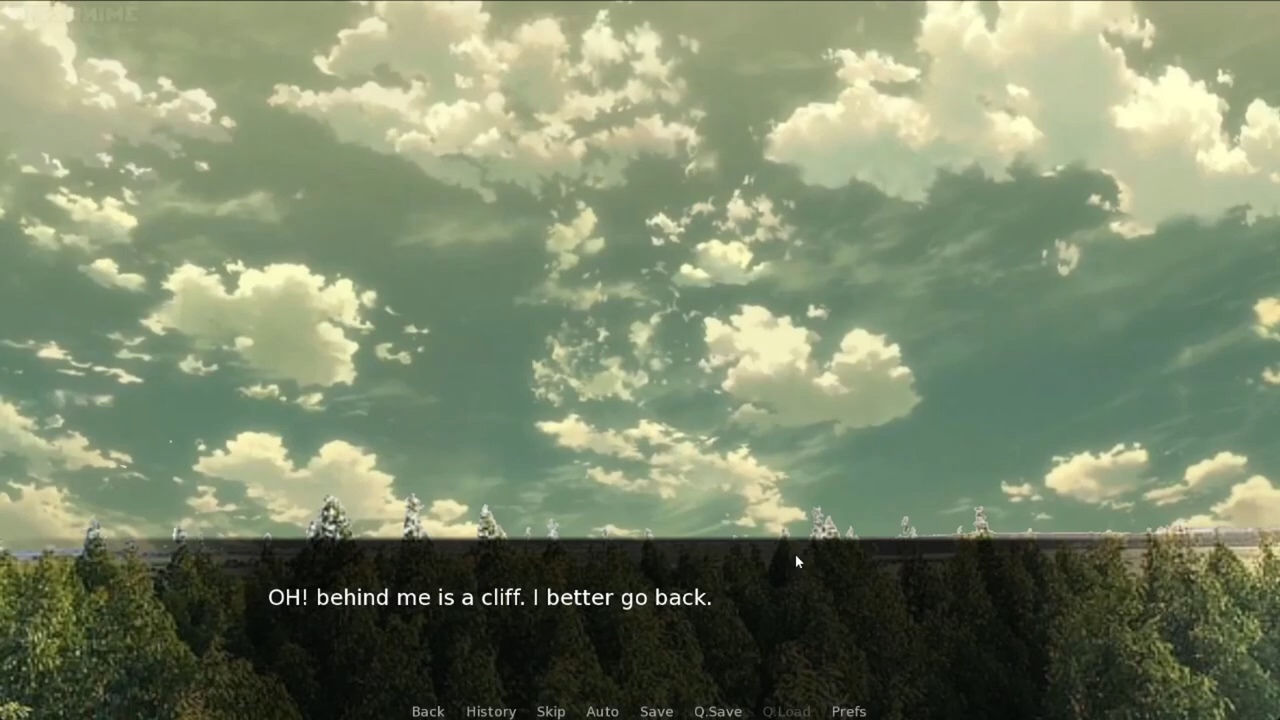 OH! behind me is a cliff. I better go back.
Back History Skip Auto Save Q.Save Q.Load Prefs